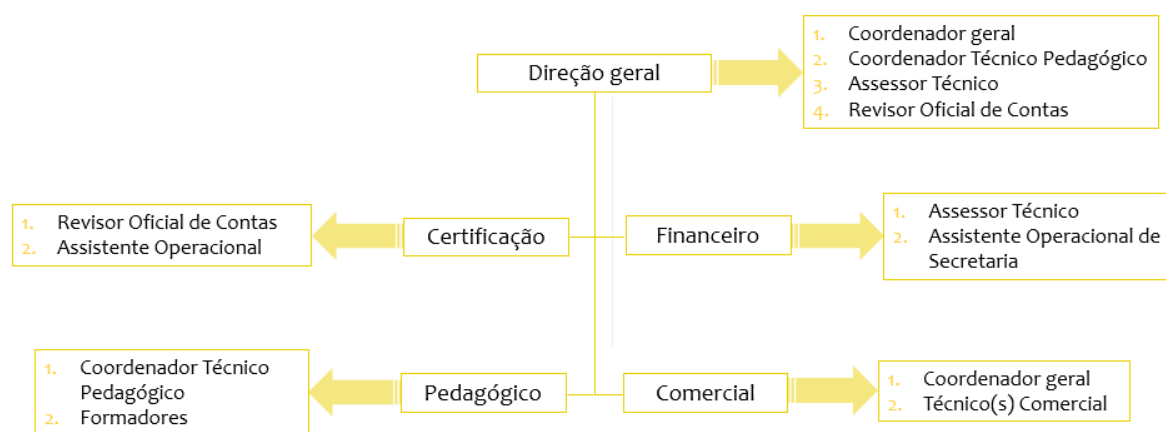 Direção geral
1. Coordenador geral
2. Coordenador Técnico Pedagógico
3. Assessor Técnico
4. Revisor Oficial de Contas
1. Revisor Oficial de Contas
2. Assistente Operacional
Certificação
Financeiro
1. Assessor Técnico
2. Assistente Operacional de
Secretaria
1. Coordenador Técnico
Pedagógico
2. Formadores
Pedagógico
Comercial
1. Coordenador geral
2. Técnico(s) Comercial